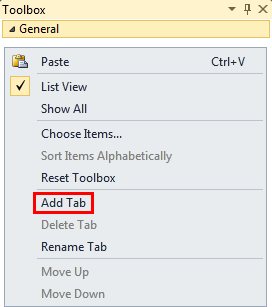 Toolbox
General
Paste Ctrl+V
List View
Show All
Choose Items...
Sort Items Alphabetically
Reset Toolbox
Add Tab
Delete Tab
Rename Tab
Move Up
Move Down